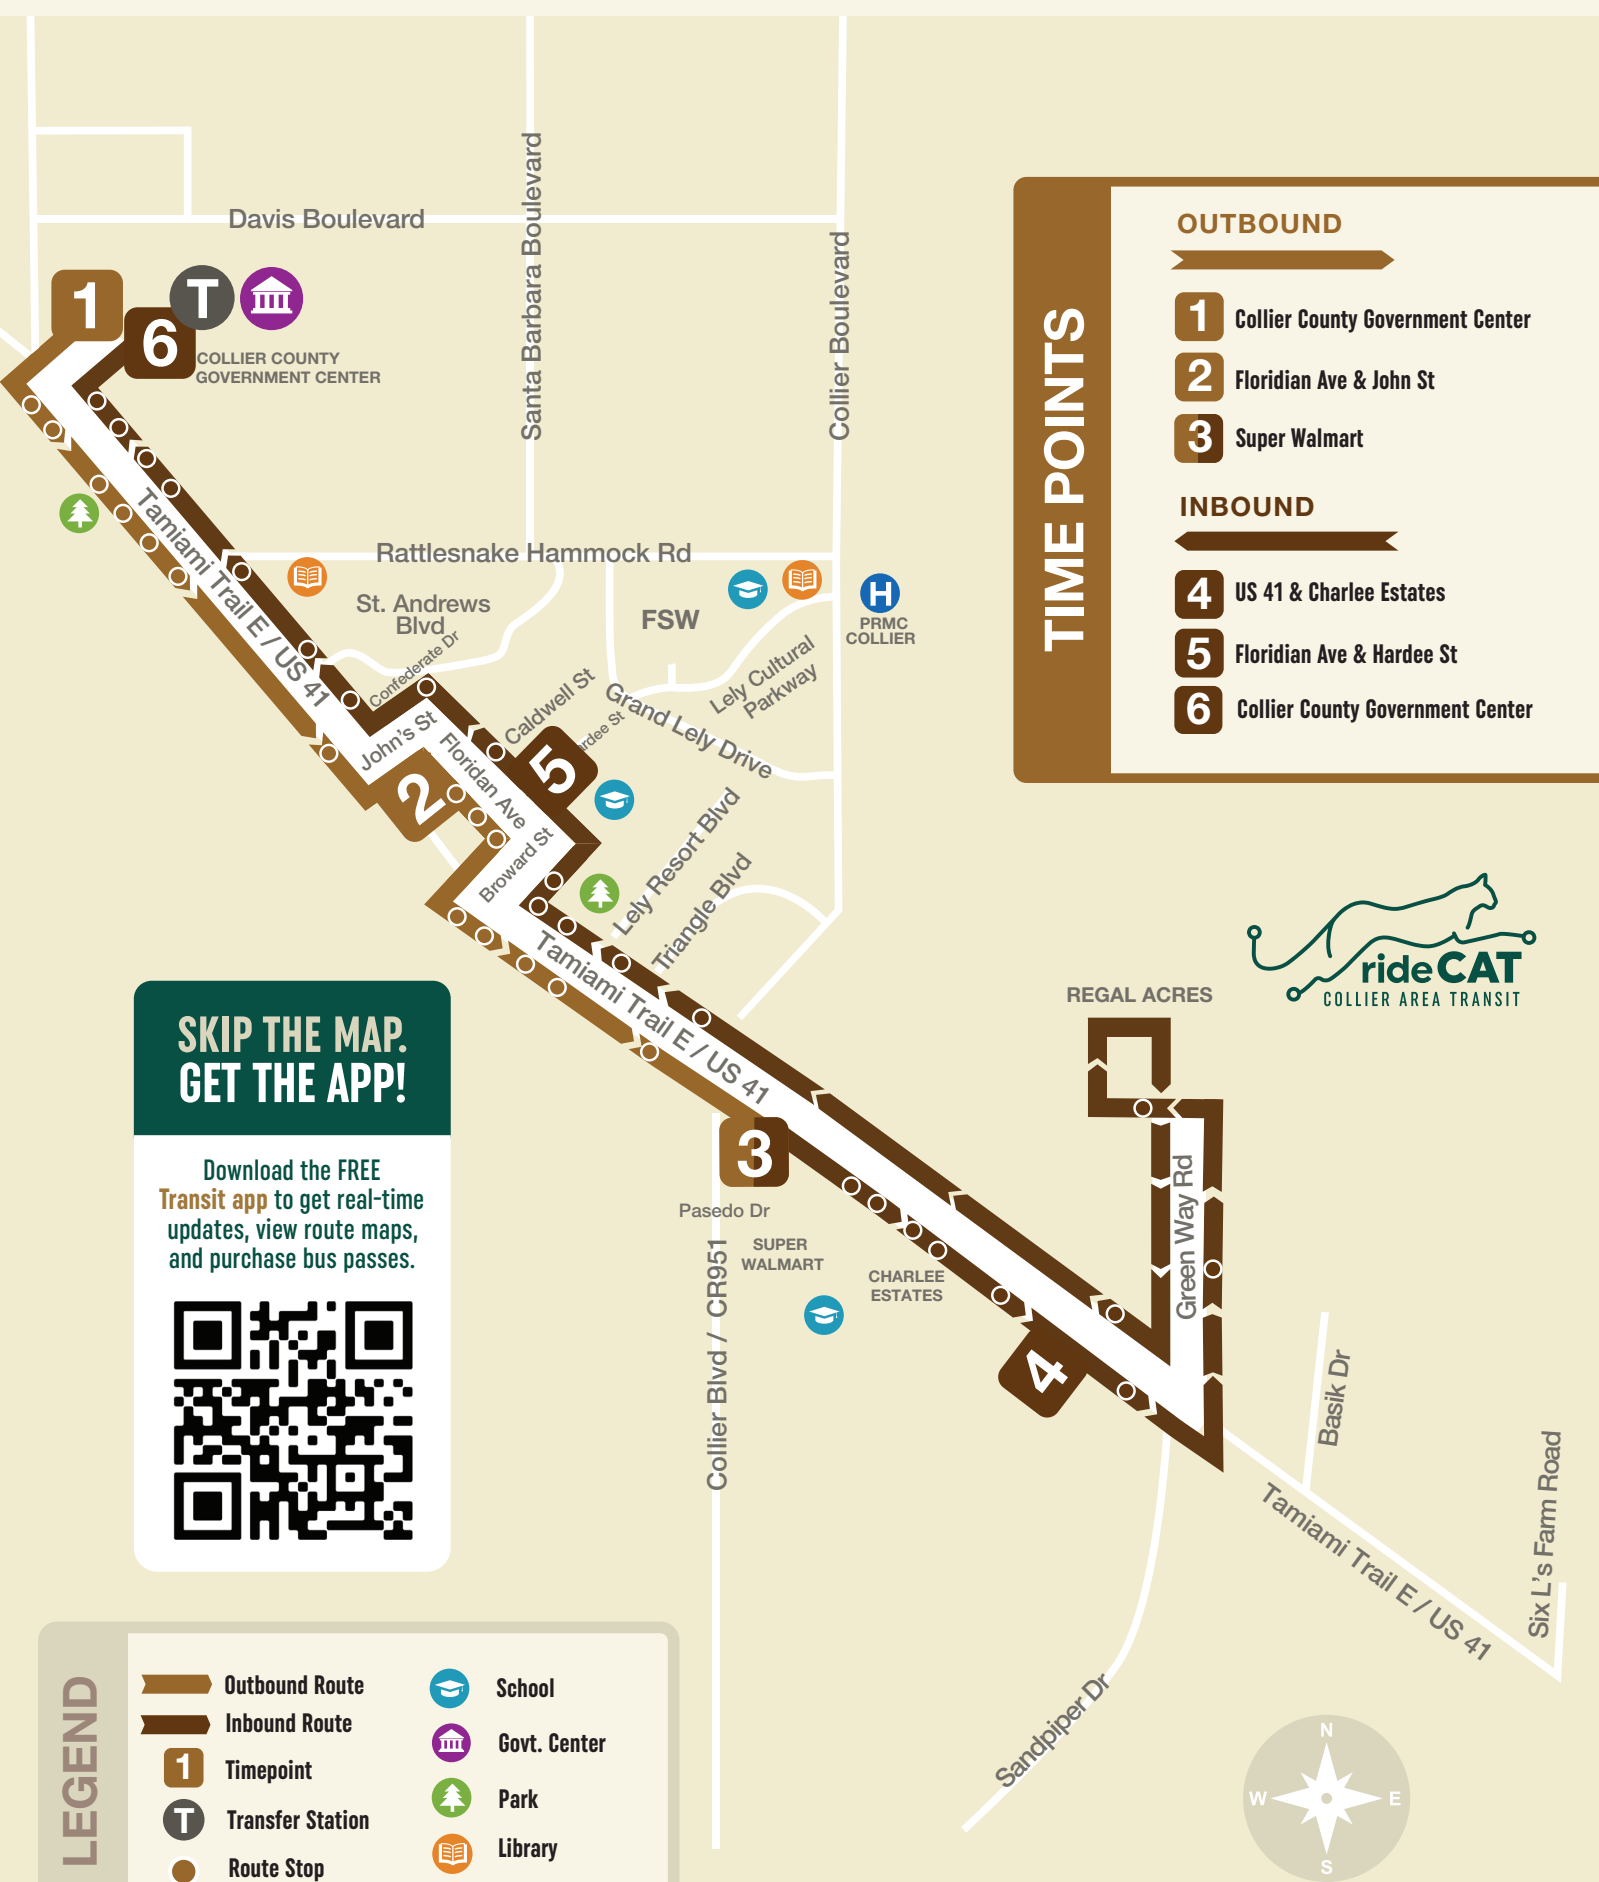 Davis Boulevard
Santa Barbara Boulevard
Collier Boulevard
1
6
T
COLLIER COUNTY
GOVERNMENT CENTER
Tamiami Trail E / US 41
Rattlesnake Hammock Rd
St. Andrews
Blvd
Confederate Dr
FSW
H
PRMC
COLLIER
Lely Cultural
Parkway
Grand Lely Drive
Caldwell St
ardee St
John's St
Floridan Ave
2
5
Broward St
Lely Resort Blvd
Triangle Blvd
Tamiami Trail E / US 41
3
Pasedo Dr
SUPER
WALMART
Collier Blvd / CR951
CHARLEE
ESTATES
4
REGAL ACRES
Green Way Rd
Basik Dr
Six L's Farm Road
Tamiami Trail E / US 41
Sandpiper Dr
TIME POINTS
OUTBOUND
1 Collier County Government Center
2 Floridian Ave & John St
3 Super Walmart
INBOUND
4 US 41 & Charlee Estates
5 Floridian Ave & Hardee St
6 Collier County Government Center
rideCAT
COLLIER AREA TRANSIT
SKIP THE MAP.
GET THE APP!
Download the FREE
Transit app to get real-time
updates, view route maps,
and purchase bus passes.
LEGEND
Outbound Route
Inbound Route
1 Timepoint
T Transfer Station
Route Stop
School
Govt. Center
Park
Library
N
W
E
S